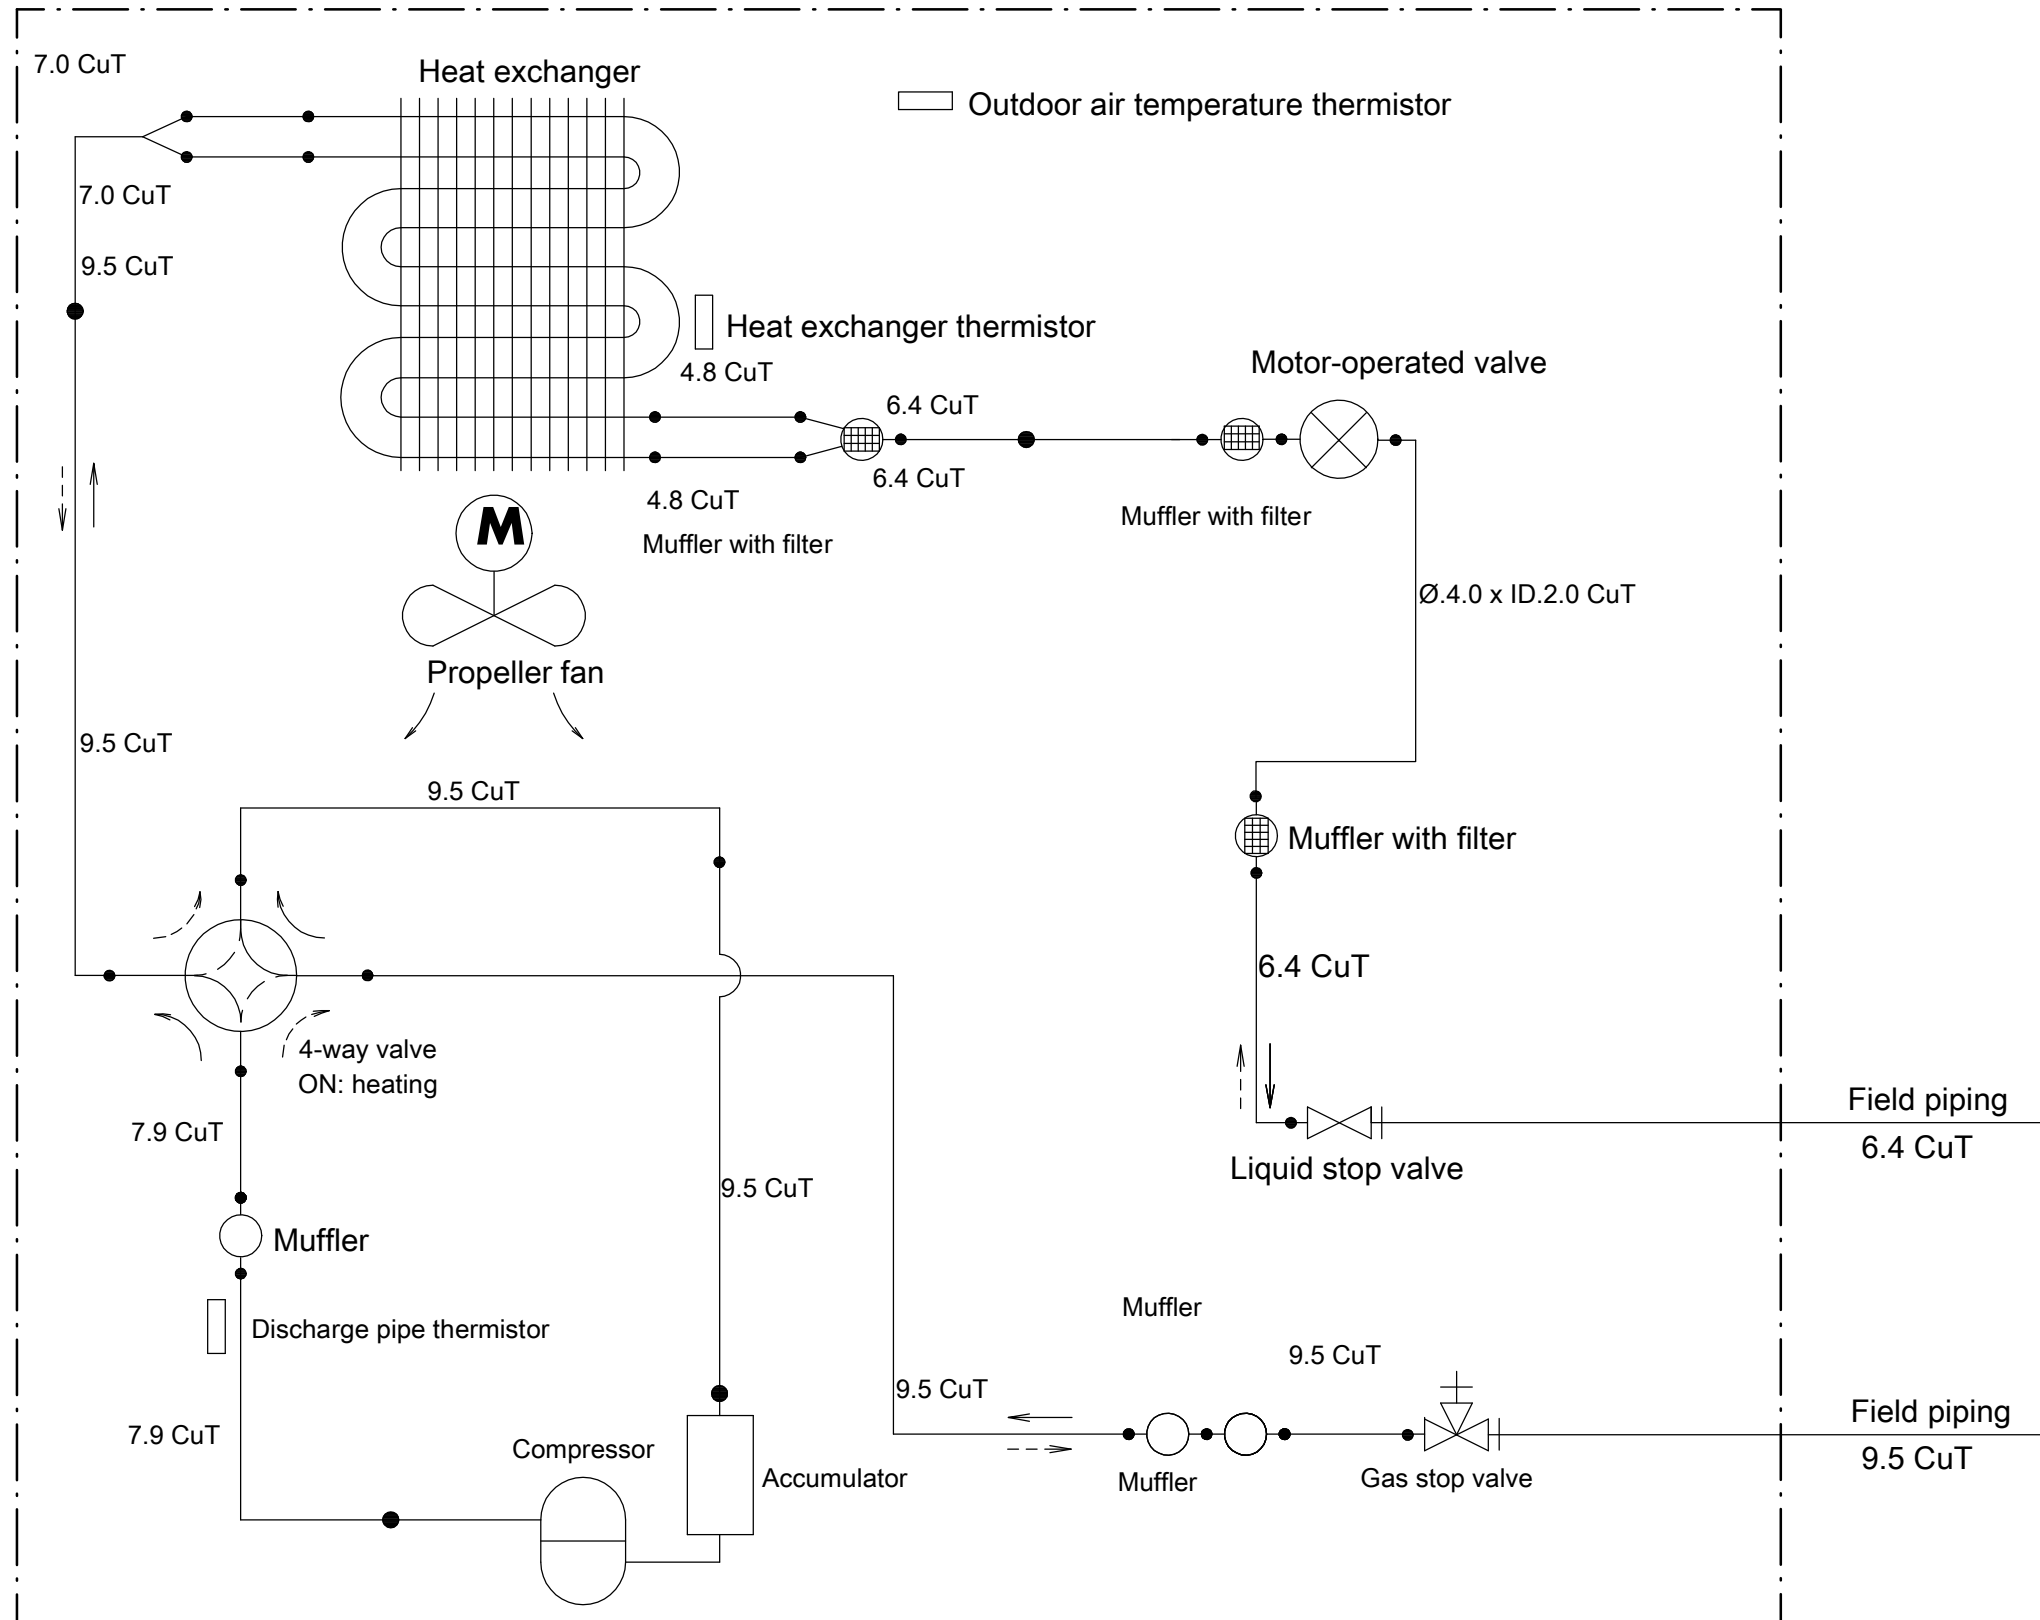 7.0 CuT
Heat exchanger
Outdoor air temperature thermistor
7.0 CuT
9.5 CuT
Heat exchanger thermistor
4.8 CuT
Motor-operated valve
6.4 CuT
6.4 CuT
4.8 CuT
Muffler with filter
Muffler with filter
M
Ø.4.0 x ID.2.0 CuT
Propeller fan
9.5 CuT
9.5 CuT
Muffler with filter
6.4 CuT
4-way valve
ON: heating
7.9 CuT
Field piping
6.4 CuT
Liquid stop valve
9.5 CuT
Muffler
Discharge pipe thermistor
Muffler
9.5 CuT
9.5 CuT
7.9 CuT
Compressor
Accumulator
Muffler
Gas stop valve
Field piping
9.5 CuT